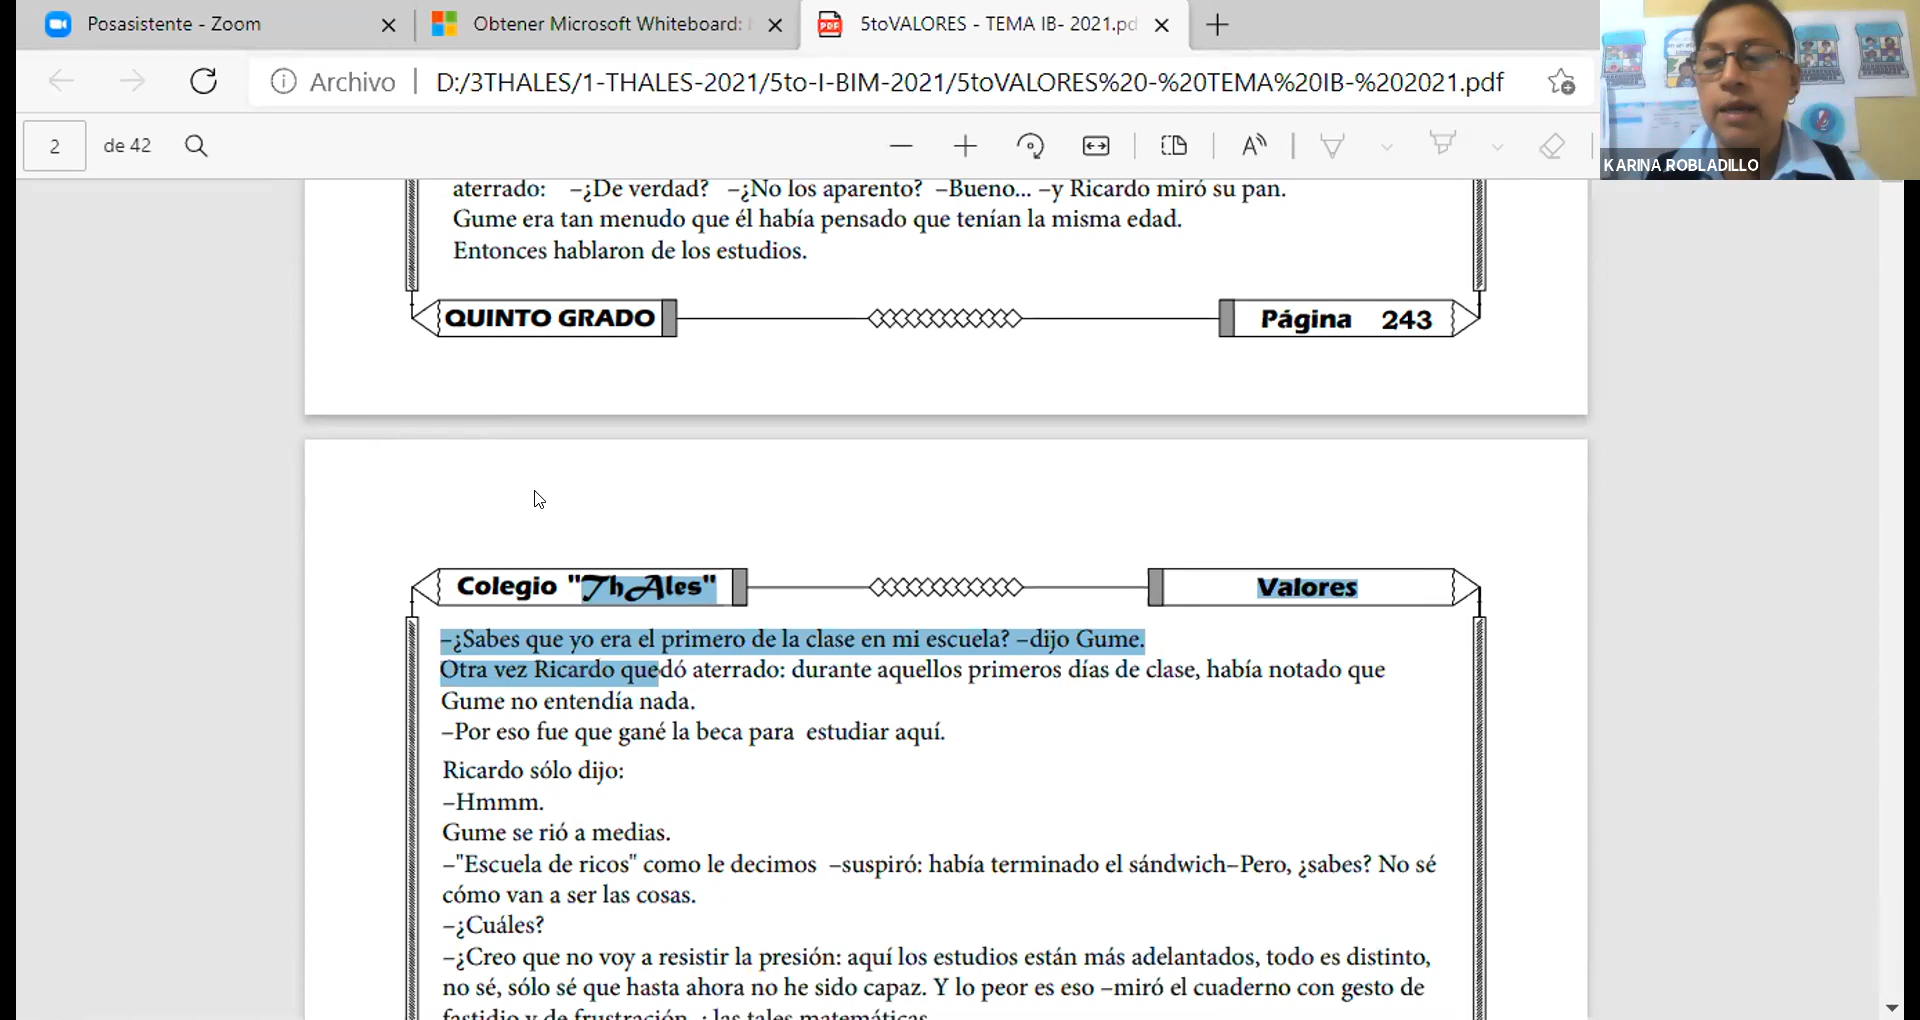 Posasistente - Zoom
Obtener Microsoft Whiteboard:
5toVALORES - TEMA IB- 2021.pd
Archivo
D:/3THALES/1-THALES-2021/5to-I-BIM-2021/5toVALORES%20-%20TEMA%20IB-%202021.pdf
2 de 42
KARINA ROBLADILLO
aterrado: –¿De verdad? –¿No los aparento? –Bueno... –y Ricardo miró su pan.
Gume era tan menudo que él había pensado que tenían la misma edad.
Entonces hablaron de los estudios.
QUINTO GRADO
Página 243
Colegio "ThAles"
Valores
–¿Sabes que yo era el primero de la clase en mi escuela? –dijo Gume.
Otra vez Ricardo quedó aterrado: durante aquellos primeros días de clase, había notado que
Gume no entendía nada.
–Por eso fue que gané la beca para estudiar aquí.
Ricardo sólo dijo:
–Hmmm.
Gume se rió a medias.
–"Escuela de ricos" como le decimos –suspiró: había terminado el sándwich–Pero, ¿sabes? No sé
cómo van a ser las cosas.
–¿Cuáles?
–¿Creo que no voy a resistir la presión: aquí los estudios están más adelantados, todo es distinto,
no sé, sólo sé que hasta ahora no he sido capaz. Y lo peor es eso –miró el cuaderno con gesto de
fastidio y de frustración, ¿las tales matemáticas